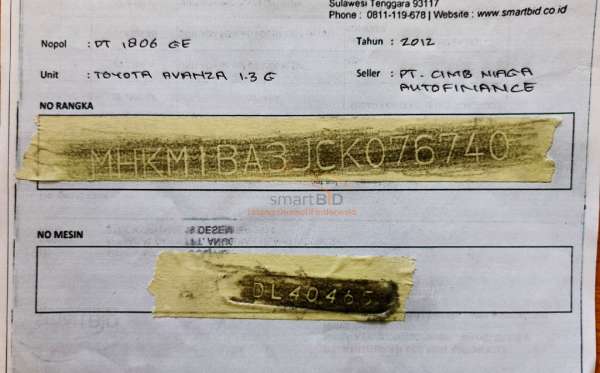 Sulawesi Tenggara 93117
Phone : 0811-119-678 | Website : www.smartbid.co.id
Nopol : DT 1806 GE
Tahun : 2012
Unit : TOYOTA AVANZA 1.3 G
Seller : PT. CIMB NIAGA
AUTOFINANCE
NO RANGKA
MHKM1BA3JCK076740
smartBID
NO MESIN